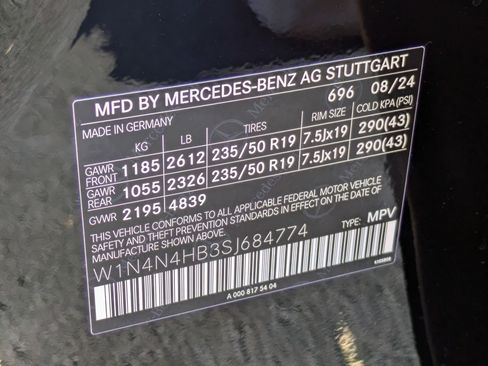 MFD BY MERCEDES-BENZ AG STUTTGART
MADE IN GERMANY 696 08/24
KG LB TIRES RIM SIZE COLD KPA(PSI)
GAWR FRONT 1185 2612 235/50 R19 7.5Jx19 290(43)
GAWR REAR 1055 2326 235/50 R19 7.5Jx19 290(43)
GVWR 2195 4839
THIS VEHICLE CONFORMS TO ALL APPLICABLE FEDERAL MOTOR VEHICLE
SAFETY AND THEFT PREVENTION STANDARDS IN EFFECT ON THE
DATE OF MANUFACTURE SHOWN ABOVE. TYPE: MPV
W1N4N4HB3SJ684774
A 000 817 54 04